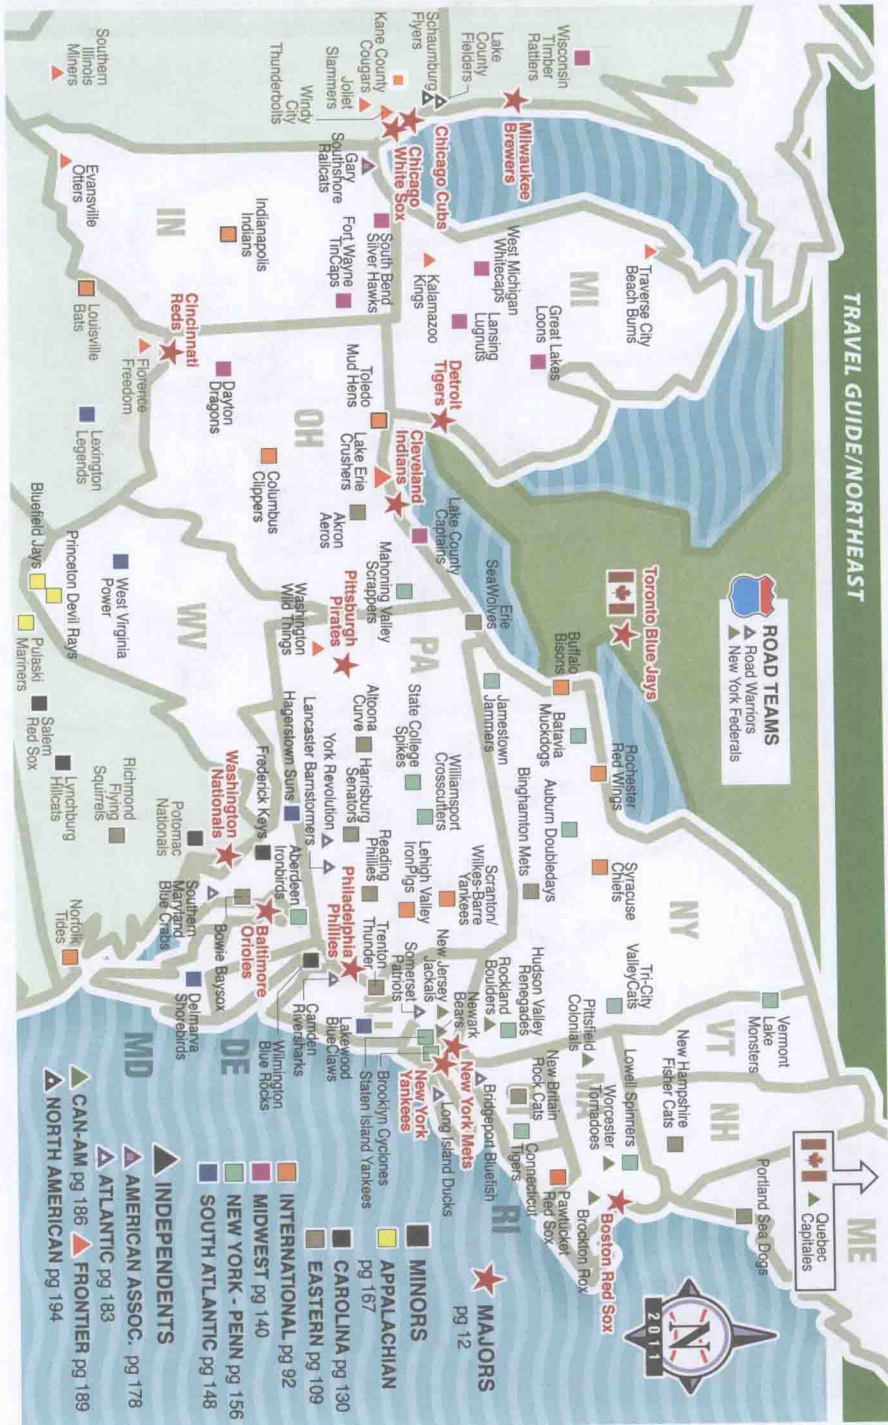 TRAVEL GUIDE/NORTHEAST
ROAD TEAMS
Road Warriors
New York Federals
Wisconsin
Timber
Rattlers
Milwaukee
Brewers
Lake
County
Fielders
Schaumburg
Flyers
Kane County
Cougars
Joliet
Slammers
Windy
City
Thunderbolts
Southern
Illinois
Miners
Chicago Cubs
Chicago
White Sox
Gary
Southshore
Railcats
South Bend
Silver Hawks
Fort Wayne
TinCaps
Indianapolis
Indians
IN
Evansville
Otters
Louisville
Bats
Traverse City
Beach Bums
MI
West Michigan
Whitecaps
Great Lakes
Loons
Lansing
Lugnuts
Kalamazoo
Kings
Detroit
Tigers
Toledo
Mud Hens
Cincinnati
Reds
Florence
Freedom
Dayton
Dragons
OH
Columbus
Clippers
Lexington
Legends
Lake Erie
Crushers
Cleveland
Indians
Akron
Aeros
Lake County
Captains
Mahoning Valley
Scrappers
Toronto Blue Jays
Erie
SeaWolves
Pittsburgh
Pirates
Washington
Wild Things
PA
WV
West Virginia
Power
Princeton Devil Rays
Bluefield Jays
Pulaski
Mariners
Salem
Red Sox
Lynchburg
Hillcats
Richmond
Flying
Squirrels
Potomac
Nationals
Norfolk
Tides
Washington
Nationals
Buffalo
Bisons
Jamestown
Jammers
Batavia
Muckdogs
Rochester
Red Wings
Auburn Doubledays
Binghamton Mets
Syracuse
Chiefs
NY
State College
Spikes
Williamsport
Crosscutters
Altoona
Curve
Harrisburg
Senators
York Revolution
Lancaster Barnstormers
Hagerstown Suns
Frederick Keys
Aberdeen
Ironbirds
Reading
Phillies
Lehigh Valley
IronPigs
Scranton/
Wilkes-Barre
Yankees
Philadelphia
Phillies
Trenton
Thunder
Somerset
Patriots
New Jersey
Jackals
Newark
Bears
Rockland
Boulders
Hudson Valley
Renegades
Tri-City
ValleyCats
Pittsfield
Colonials
Vermont
Lake
Monsters
VT
NH
ME
New Hampshire
Fisher Cats
Quebec
Capitales
Portland Sea Dogs
Lowell Spinners
Worcester
Tornadoes
MA
Boston Red Sox
Brockton Rox
Pawtucket
Red Sox
RI
New Britain
Rock Cats
Connecticut
Tigers
Bridgeport Bluefish
Long Island Ducks
New York Mets
New York
Yankees
Brooklyn Cyclones
Staten Island Yankees
Lakewood
BlueClaws
Camden
Riversharks
Wilmington
Blue Rocks
Baltimore
Orioles
Bowie Baysox
Southern
Maryland
Blue Crabs
Delmarva
Shorebirds
DE
MD
N
2011
MAJORS
pg 12
MINORS
APPALACHIAN
pg 167
CAROLINA pg 130
EASTERN pg 109
INTERNATIONAL pg 92
MIDWEST pg 140
NEW YORK - PENN pg 156
SOUTH ATLANTIC pg 148
INDEPENDENTS
AMERICAN ASSOC. pg 178
ATLANTIC pg 183
CAN-AM pg 186
FRONTIER pg 189
NORTH AMERICAN pg 194